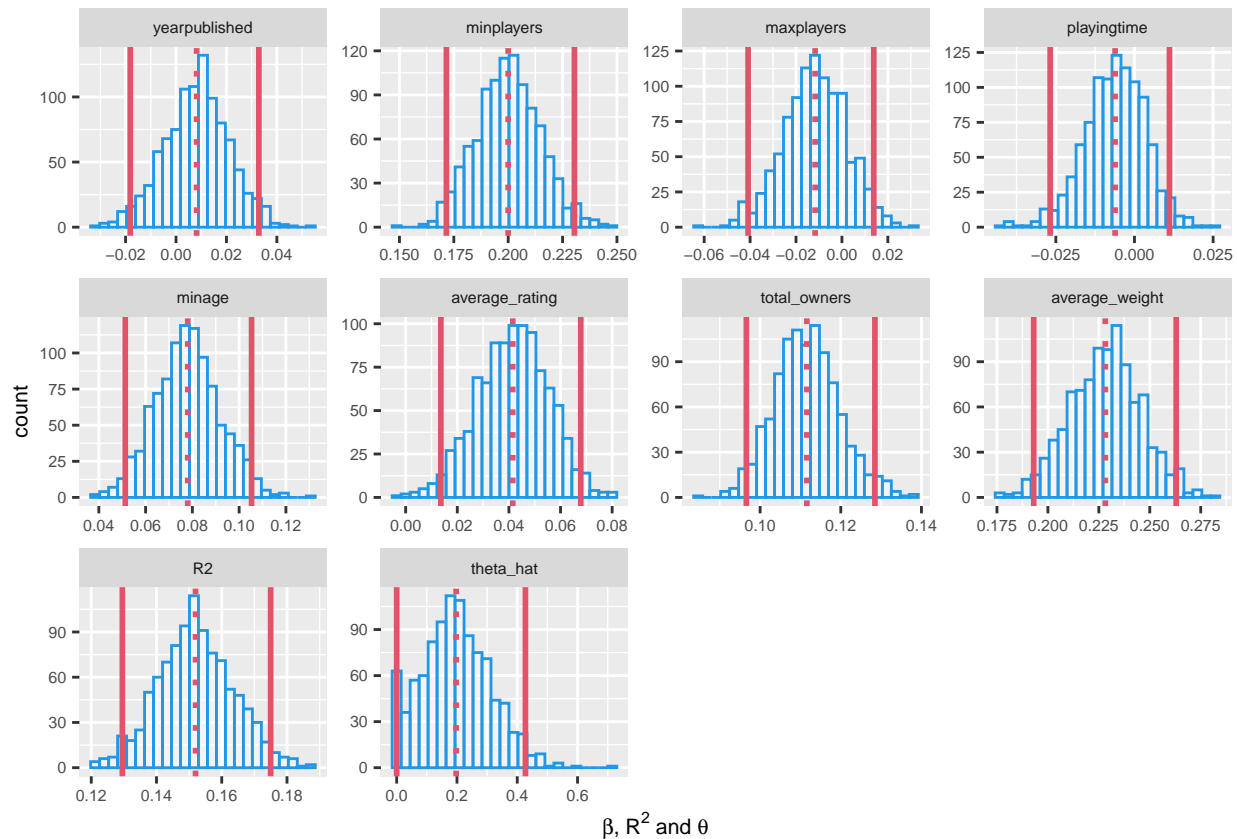 yearpublished minplayers maxplayers playingtime
120 125 125
100 90 100 100
60 75 75
50 50 50
30 25 25
0 0 0 0
−0.02 0.00 0.02 0.04 0.150 0.175 0.200 0.225 0.250 −0.06 −0.04 −0.02 0.00 0.02 −0.025 0.000 0.025
minage average_rating total_owners average_weight
100 100 90 90
75 75 60 60
50 50
25 25 30 30
0 0 0 0
0.04 0.06 0.08 0.10 0.12 0.00 0.02 0.04 0.06 0.08 0.10 0.12 0.14 0.175 0.200 0.225 0.250 0.275
R2 theta_hat
90 90
60 60
30 30
0 0
0.12 0.14 0.16 0.18 0.0 0.2 0.4 0.6
count
β, R² and θ